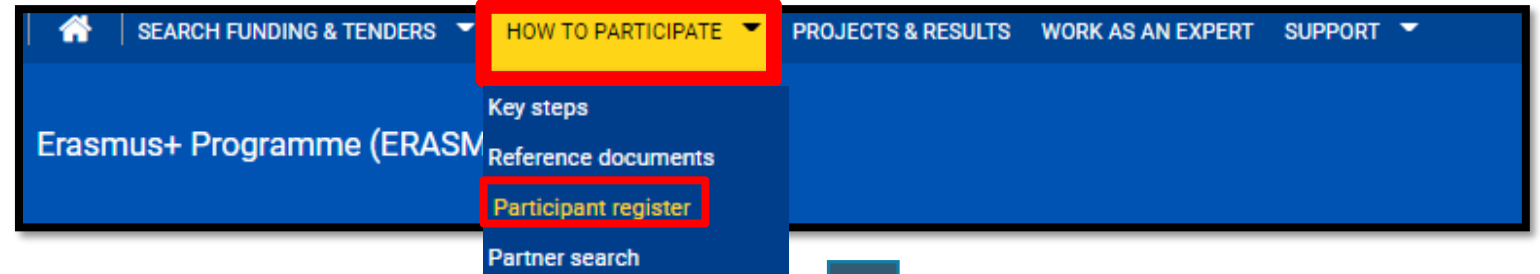 SEARCH FUNDING & TENDERS HOW TO PARTICIPATE PROJECTS & RESULTS WORK AS AN EXPERT SUPPORT
Key steps
Erasmus+ Programme (ERASM
Reference documents
Participant register
Partner search